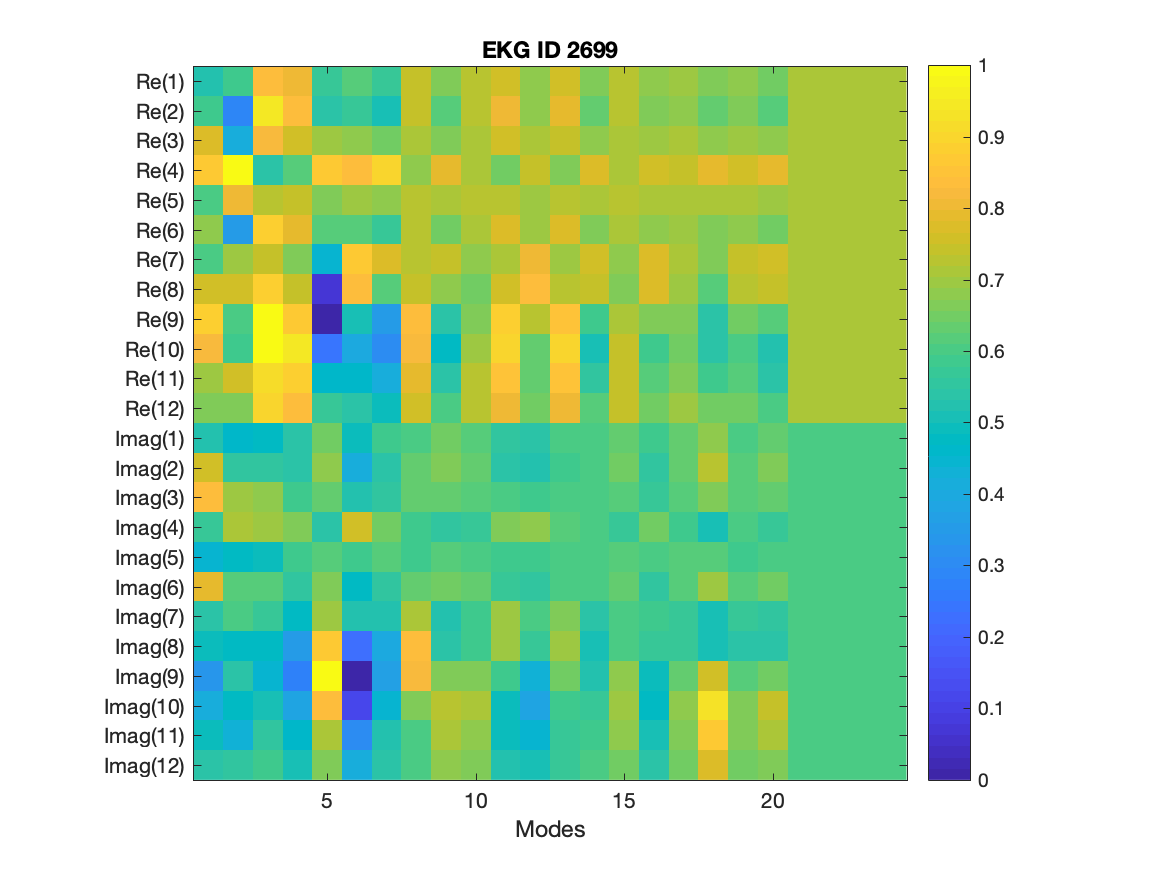 EKG ID 2699
Re(1)
Re(2)
Re(3)
Re(4)
Re(5)
Re(6)
Re(7)
Re(8)
Re(9)
Re(10)
Re(11)
Re(12)
Imag(1)
Imag(2)
Imag(3)
Imag(4)
Imag(5)
Imag(6)
Imag(7)
Imag(8)
Imag(9)
Imag(10)
Imag(11)
Imag(12)
5 10 15 20
Modes
1
0.9
0.8
0.7
0.6
0.5
0.4
0.3
0.2
0.1
0